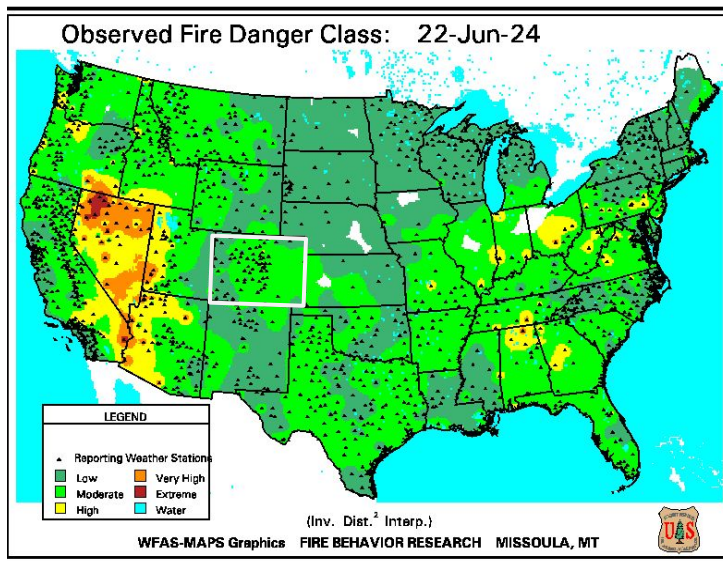 Observed Fire Danger Class: 22-Jun-24
LEGEND
Reporting Weather Stations
Low
Very High
Moderate
Extreme
High
Water
(Inv. Dist.² Interp.)
WFAS-MAPS Graphics FIRE BEHAVIOR RESEARCH MISSOULA, MT
U S